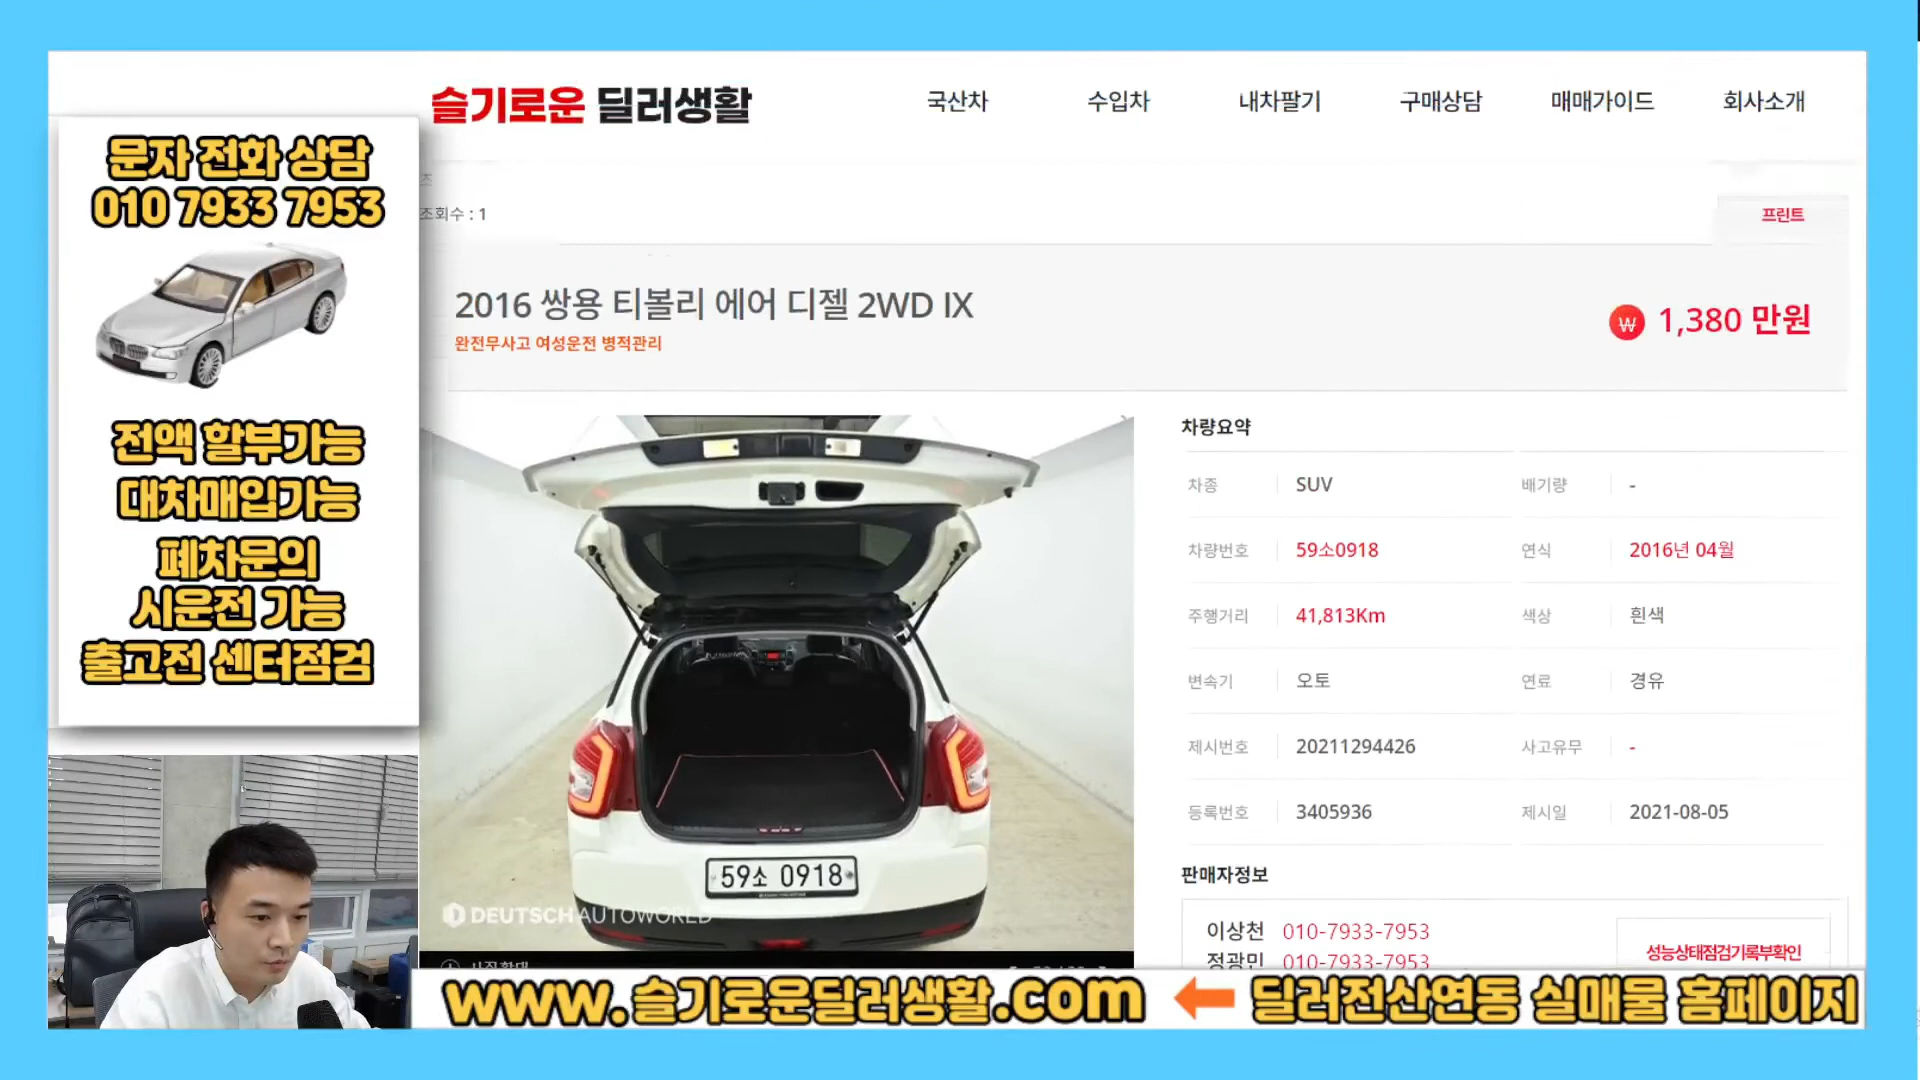 슬기로운 딜러생활
국산차 수입차 내차팔기 구매상담 매매가이드 회사소개
문자 전화 상담
010 7933 7953
전액 할부가능
대차매입가능
폐차문의
시운전 가능
출고전 센터점검
즈
조회수 : 1
프린트
2016 쌍용 티볼리 에어 디젤 2WD IX
완전무사고 여성운전 병적관리
₩ 1,380 만원
59소 0918
DEUTSCH AUTOWORLD
사진확대
차량요약
차종 SUV 배기량 -
차량번호 59소0918 연식 2016년 04월
주행거리 41,813Km 색상 흰색
변속기 오토 연료 경유
제시번호 20211294426 사고유무 -
등록번호 3405936 제시일 2021-08-05
판매자정보
이상천 010-7933-7953
정광민 010-7933-7953
성능상태점검기록부확인
www.슬기로운딜러생활.com ← 딜러전산연동 실매물 홈페이지